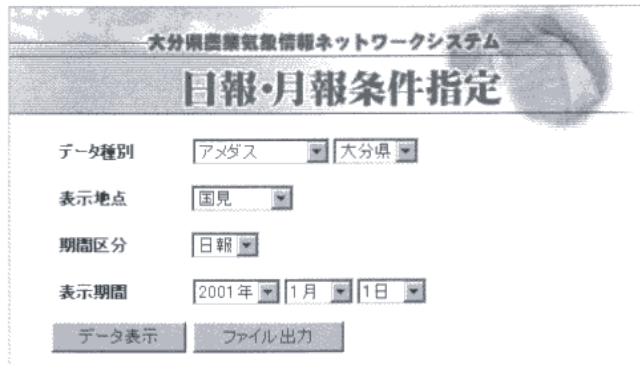 大分県農業気象情報ネットワークシステム
日報・月報条件指定
データ種別 アメダス 大分県
表示地点 国見
期間区分 日報
表示期間 2001年 1月 1日
データ表示 ファイル出力